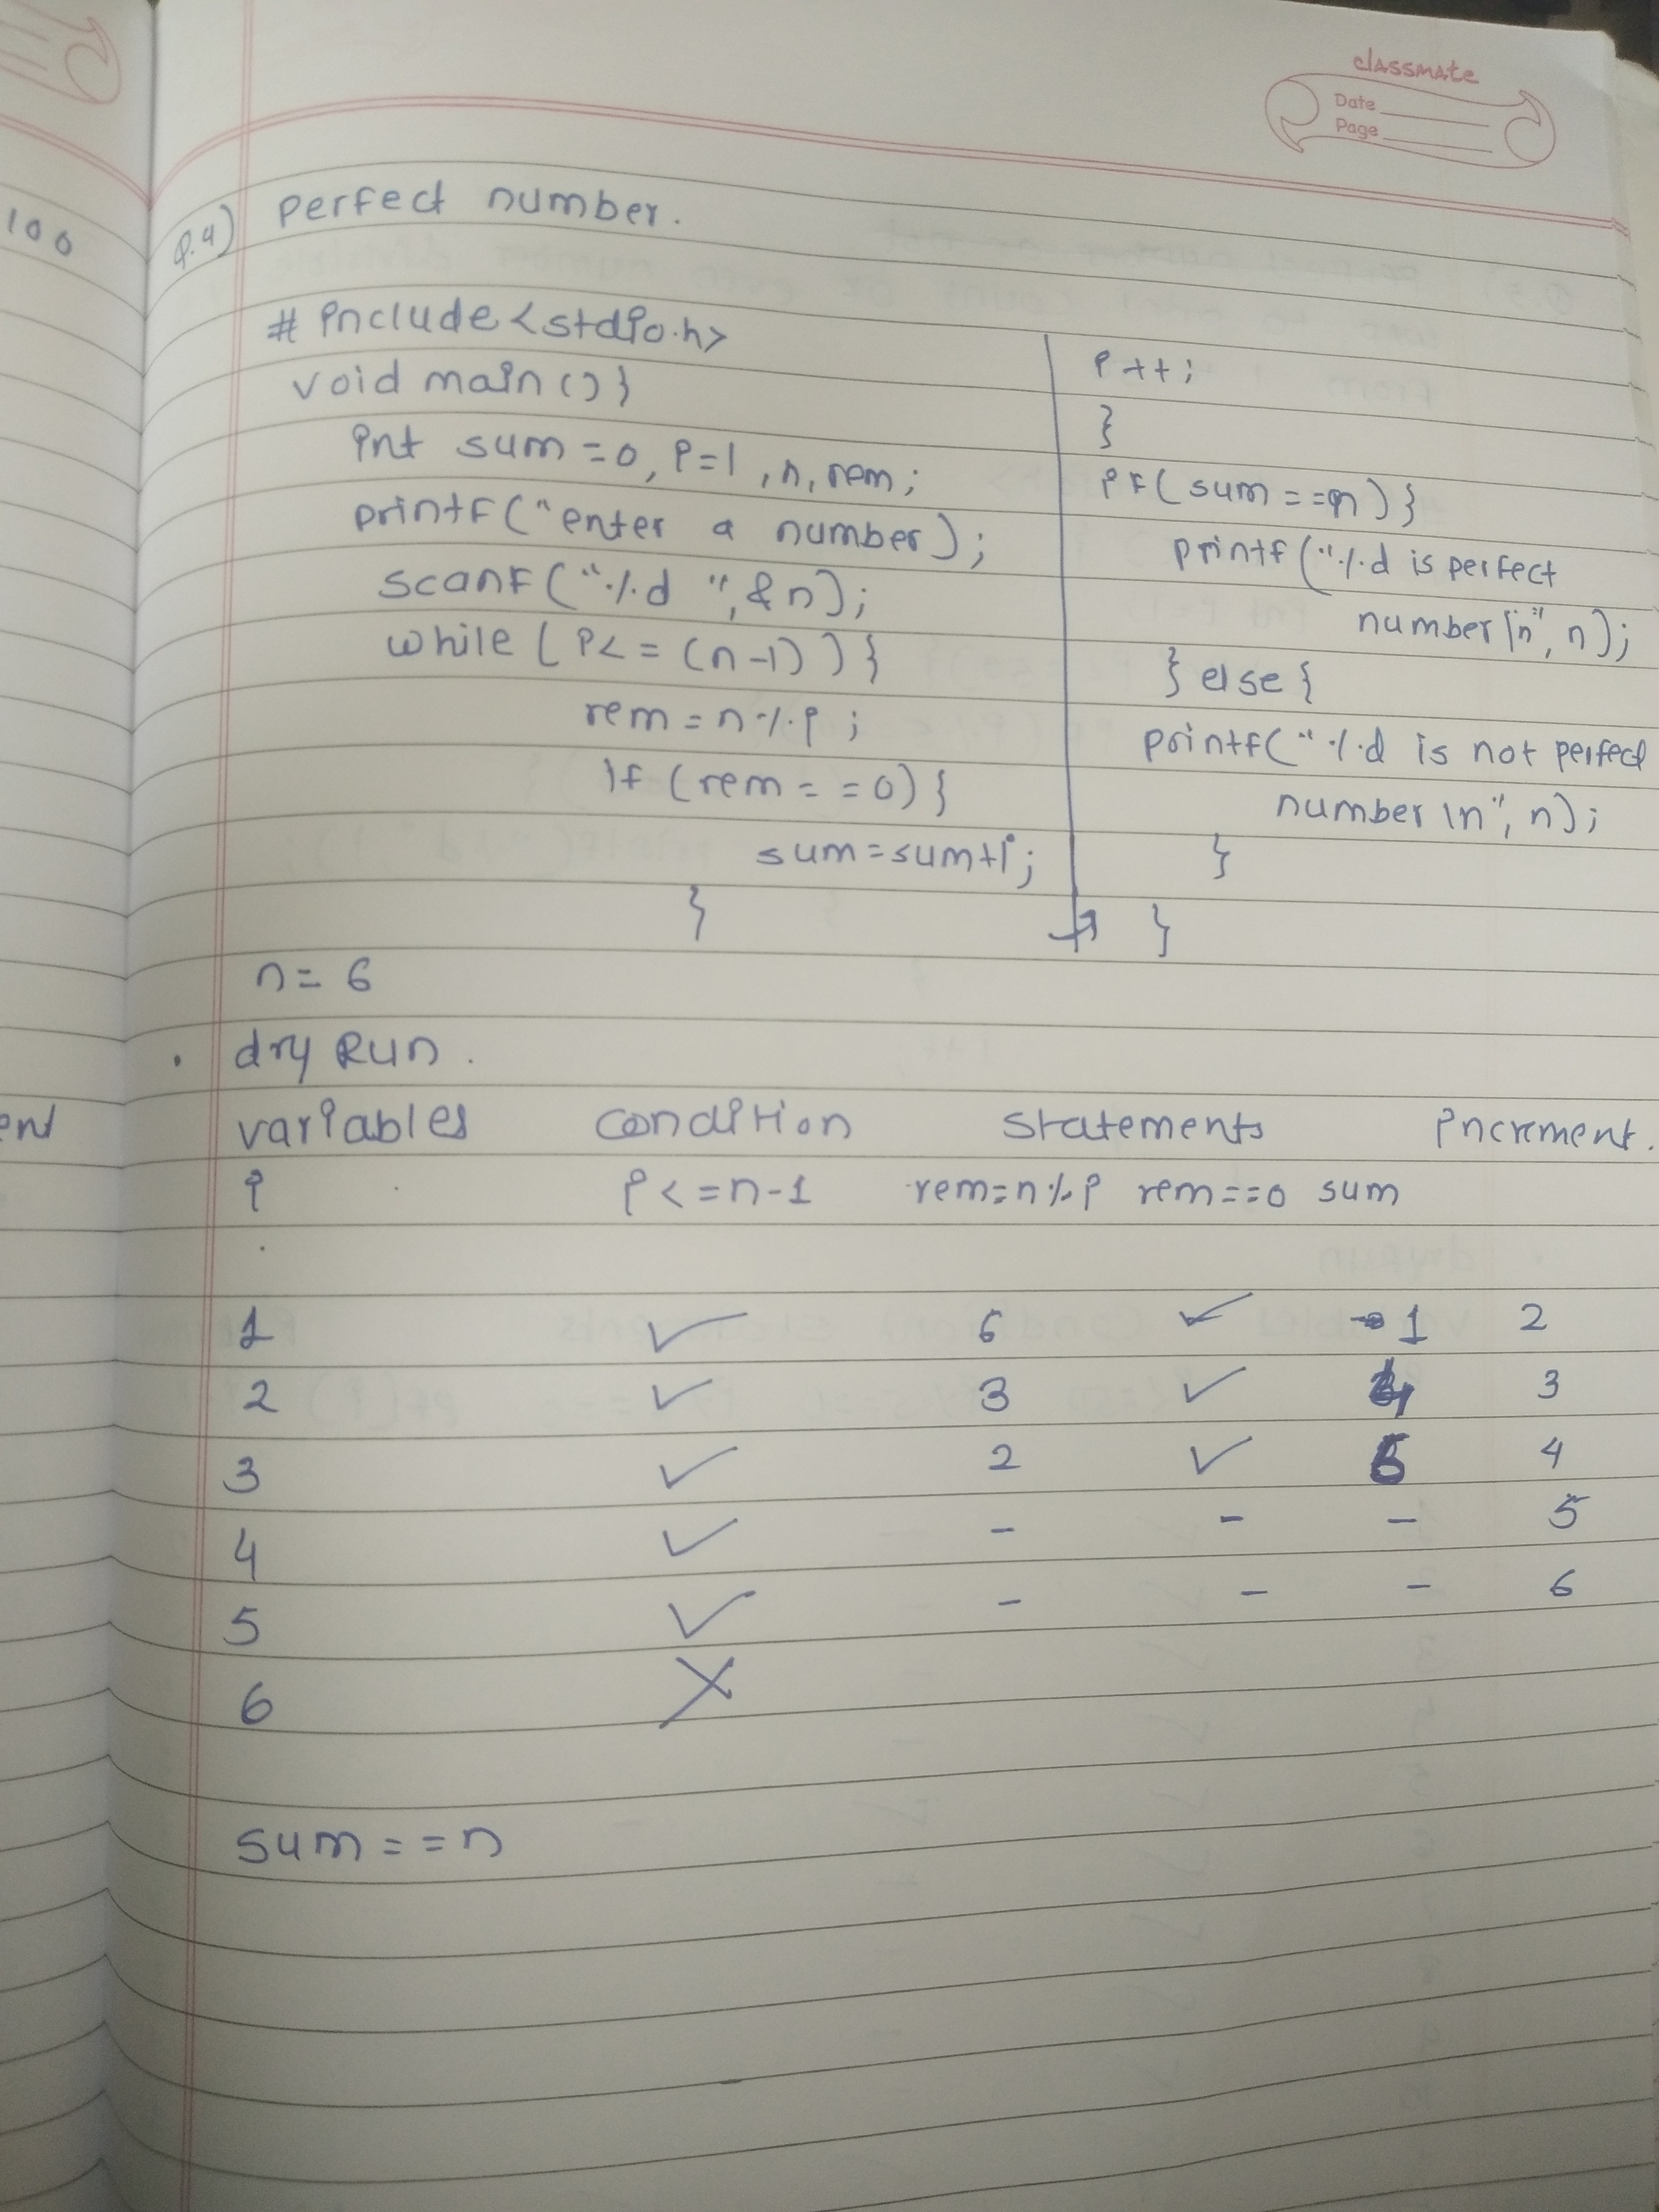 classmate
Date
Page
100
Q.4) perfect number.
# include<stdio.h>
void main(){
int sum=0, i=1, n, rem;
printf("enter a number);
scanf("%d ", &n);
while (i<=(n-1)){
rem=n%i;
if (rem==0){
sum=sum+i;
}
i++;
}
if(sum==n){
printf("%d is perfect
number\n", n);
} else {
printf("%d is not perfect
number \n", n);
}
}
n=6
. dry Run.
ent
variables condition statements increment.
i i<=n-1 rem=n%i rem==0 sum
1 ✓ 6 ✓ 1 2
2 ✓ 3 ✓ 3
3 ✓ 2 ✓ 6 4
4 ✓ - - - 5
5 ✓ - - - 6
6 ✗
sum==n